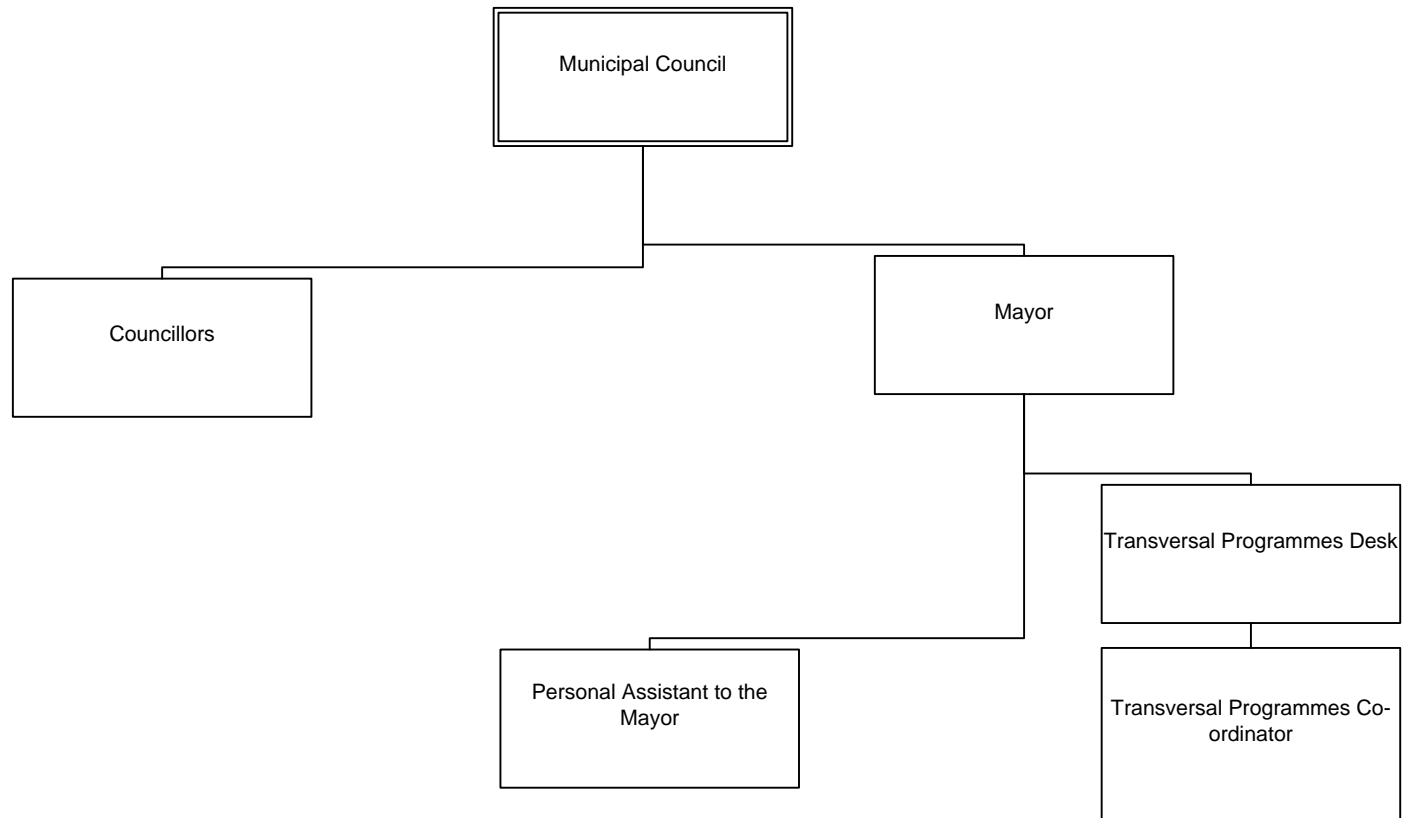 Municipal Council
Councillors
Mayor
Transversal Programmes Desk
Personal Assistant to the
Mayor
Transversal Programmes Co-
ordinator